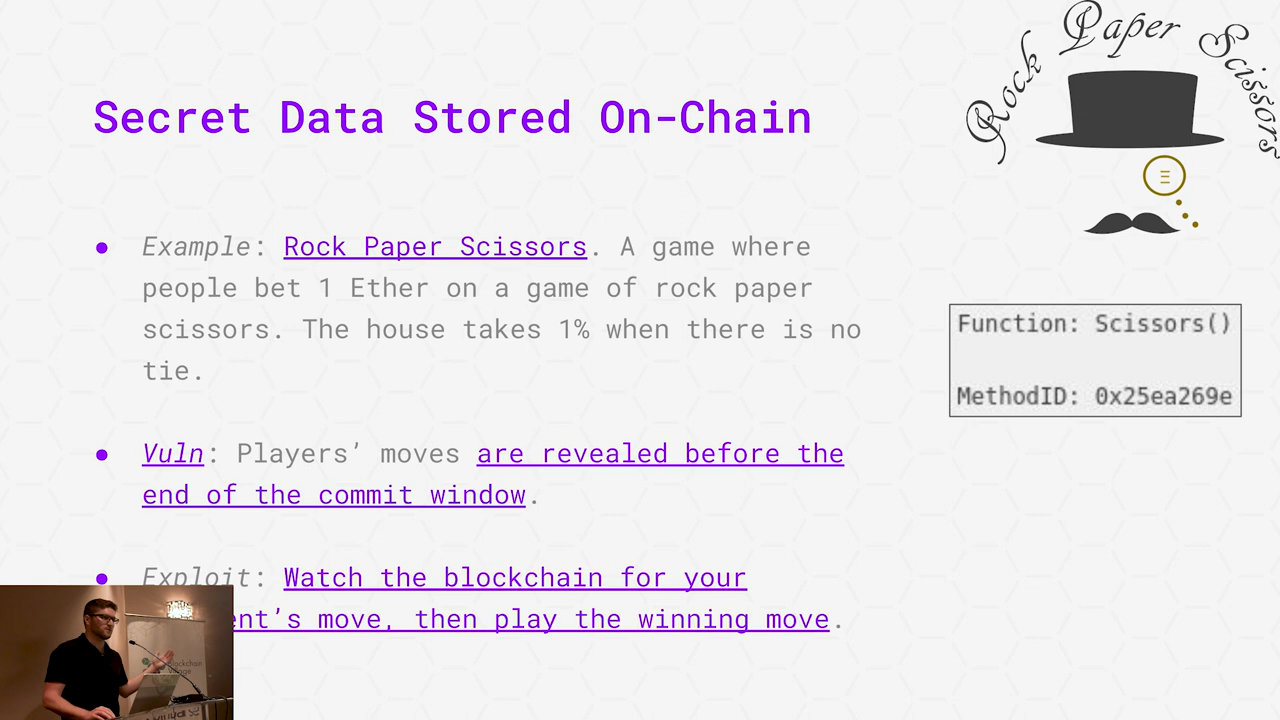 Rock Paper Scissors
Secret Data Stored On-Chain
● Example: Rock Paper Scissors. A game where
people bet 1 Ether on a game of rock paper
scissors. The house takes 1% when there is no
tie.
● Vuln: Players’ moves are revealed before the
end of the commit window.
● Exploit: Watch the blockchain for your
ent’s move, then play the winning move.
Function: Scissors()
MethodID: 0x25ea269e
Blockchain
Village